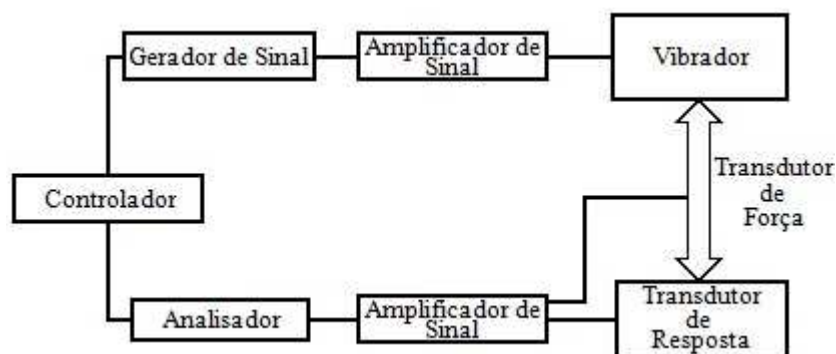 Gerador de Sinal
Amplificador de
Sinal
Vibrador
Controlador
Transdutor
de
Força
Analisador
Amplificador de
Sinal
Transdutor
de
Resposta